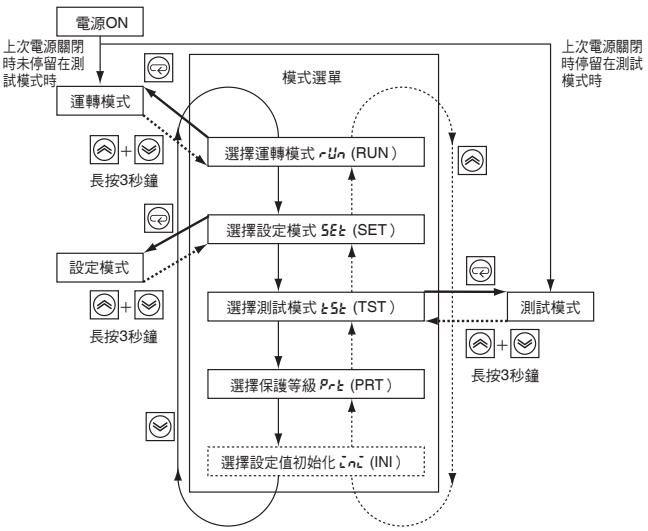 電源ON
上次電源關閉
時未停留在測
試模式時
上次電源關閉
時停留在測試
模式時
模式選單
運轉模式
選擇運轉模式 rUn (RUN)
+
長按3秒鐘
選擇設定模式 SEt (SET)
設定模式
+
長按3秒鐘
選擇測試模式 tSt (TST)
測試模式
+
長按3秒鐘
選擇保護等級 Prt (PRT)
選擇設定值初始化 ini (INI)